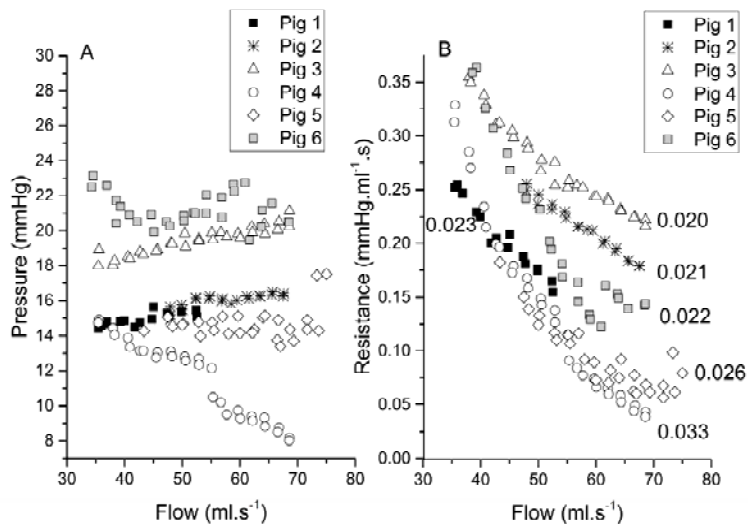 A
Pig 1
Pig 2
Pig 3
Pig 4
Pig 5
Pig 6
30
28
26
24
22
20
18
16
14
12
10
8
Pressure (mmHg)
30 40 50 60 70 80
Flow (ml.s-1)
B
Pig 1
Pig 2
Pig 3
Pig 4
Pig 5
Pig 6
0.35
0.30
0.25
0.20
0.15
0.10
0.05
0.00
Resistance (mmHg.ml-1.s)
0.023
0.020
0.021
0.022
0.026
0.033
30 40 50 60 70 80
Flow (ml.s-1)